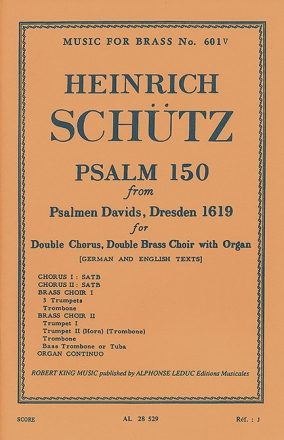 MUSIC FOR BRASS No. 601v
HEINRICH
SCHÜTZ
PSALM 150
from
Psalmen Davids, Dresden 1619
for
Double Chorus, Double Brass Choir with Organ
[GERMAN AND ENGLISH TEXTS]
CHORUS I : SATB
CHORUS II : SATB
BRASS CHOIR I
3 Trumpets
Trombone
BRASS CHOIR II
Trumpet I
Trumpet II (Horn) (Trombone)
Trombone
Bass Trombone or Tuba
ORGAN CONTINUO
ROBERT KING MUSIC published by ALPHONSE LEDUC Editions Musicales
SCORE AL 28 529 Réf. : J